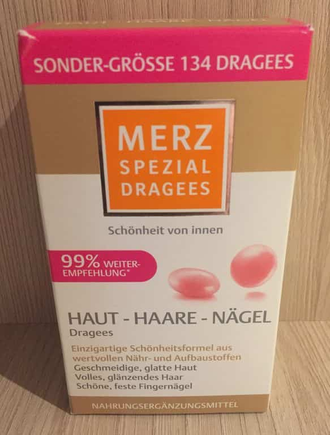 SONDER-GRÖSSE 134 DRAGEES
MERZ
SPEZIAL
DRAGEES
Schönheit von innen
99% WEITER-
EMPFEHLUNG*
HAUT - HAARE - NÄGEL
Dragees
Einzigartige Schönheitsformel aus
wertvollen Nähr- und Aufbaustoffen
Geschmeidige, glatte Haut
Volles, glänzendes Haar
Schöne, feste Fingernägel
NAHRUNGSERGÄNZUNGSMITTEL